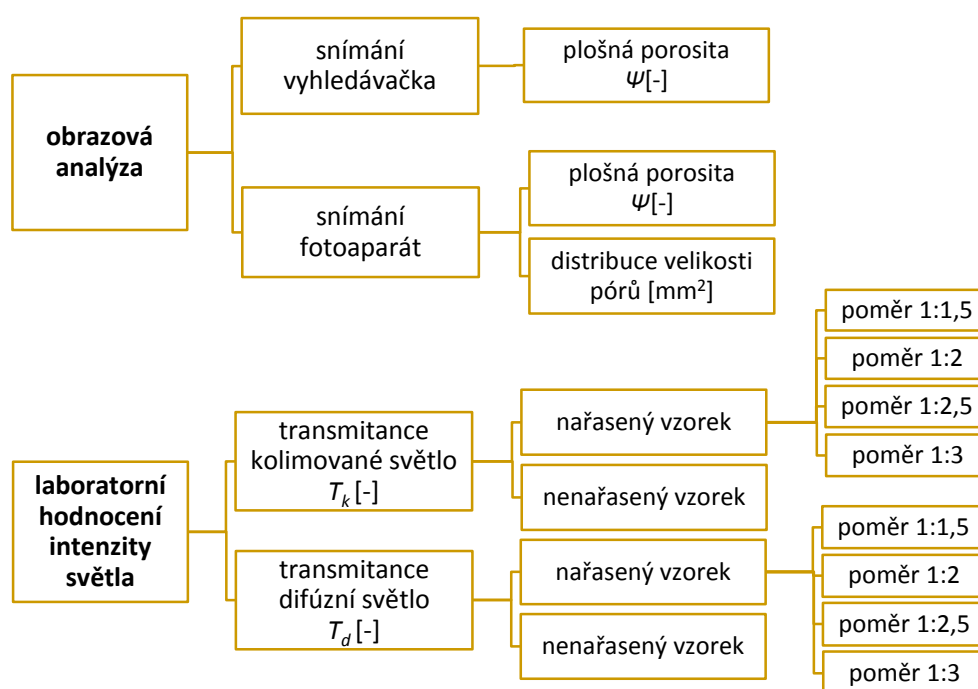 obrazová
analýza
snímání
vyhledávačka
plošná porosita
Ψ[-]
snímání
fotoaparát
plošná porosita
Ψ[-]
distribuce velikosti
pórů [mm²]
laboratorní
hodnocení
intenzity
světla
transmitance
kolimované světlo
Tₖ [-]
nařasený vzorek
poměr 1:1,5
poměr 1:2
poměr 1:2,5
poměr 1:3
nenařasený vzorek
transmitance
difúzní světlo
T_d [-]
nařasený vzorek
poměr 1:1,5
poměr 1:2
poměr 1:2,5
poměr 1:3
nenařasený vzorek